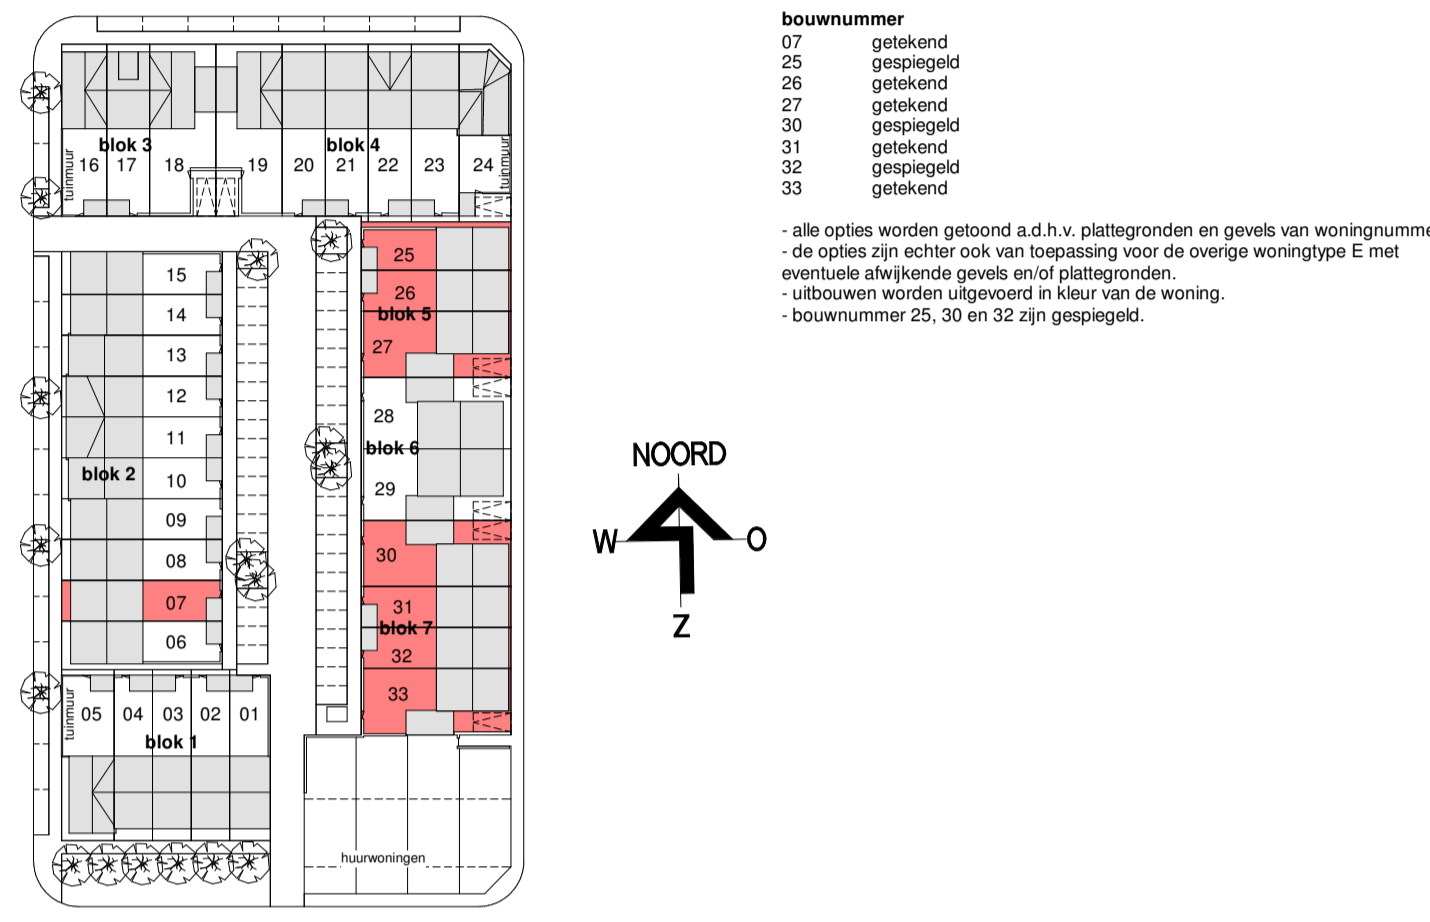 bouwnummer
07 getekend
25 gespiegeld
26 getekend
27 getekend
30 gespiegeld
31 getekend
32 gespiegeld
33 getekend
- alle opties worden getoond a.d.h.v. plattegronden en gevels van
- de opties zijn echter ook van toepassing voor de overige woningtype E met
eventuele afwijkende gevels en/of plattegronden.
- uitbouwen worden uitgevoerd in kleur van de woning.
- bouwnummer 25, 30 en 32 zijn gespiegeld.
blok 3
blok 4
tuinmuur
16 17 18 19 20 21 22 23 24
tuinmuur
15
14
13
12
11
10
blok 2
09
08
07
06
25
26
blok 5
27
28
blok 6
29
30
31
blok 7
32
33
tuinmuur
05 04 03 02 01
blok 1
huurwoningen
NOORD
W O
Z